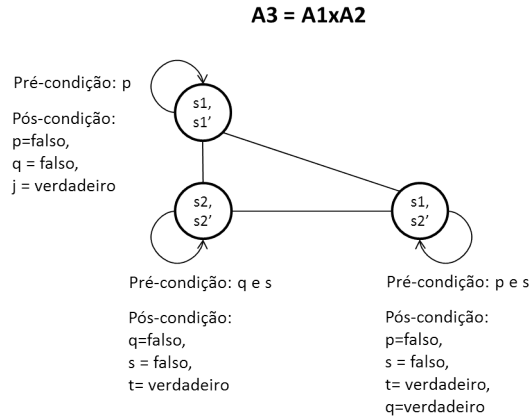 A3 = A1xA2
Pré-condição: p
Pós-condição:
p=falso,
q = falso,
j = verdadeiro
s1,
s1’
s2,
s2’
s1,
s2’
Pré-condição: q e s
Pós-condição:
q=falso,
s = falso,
t= verdadeiro
Pré-condição: p e s
Pós-condição:
p=falso,
s = falso,
t= verdadeiro,
q=verdadeiro